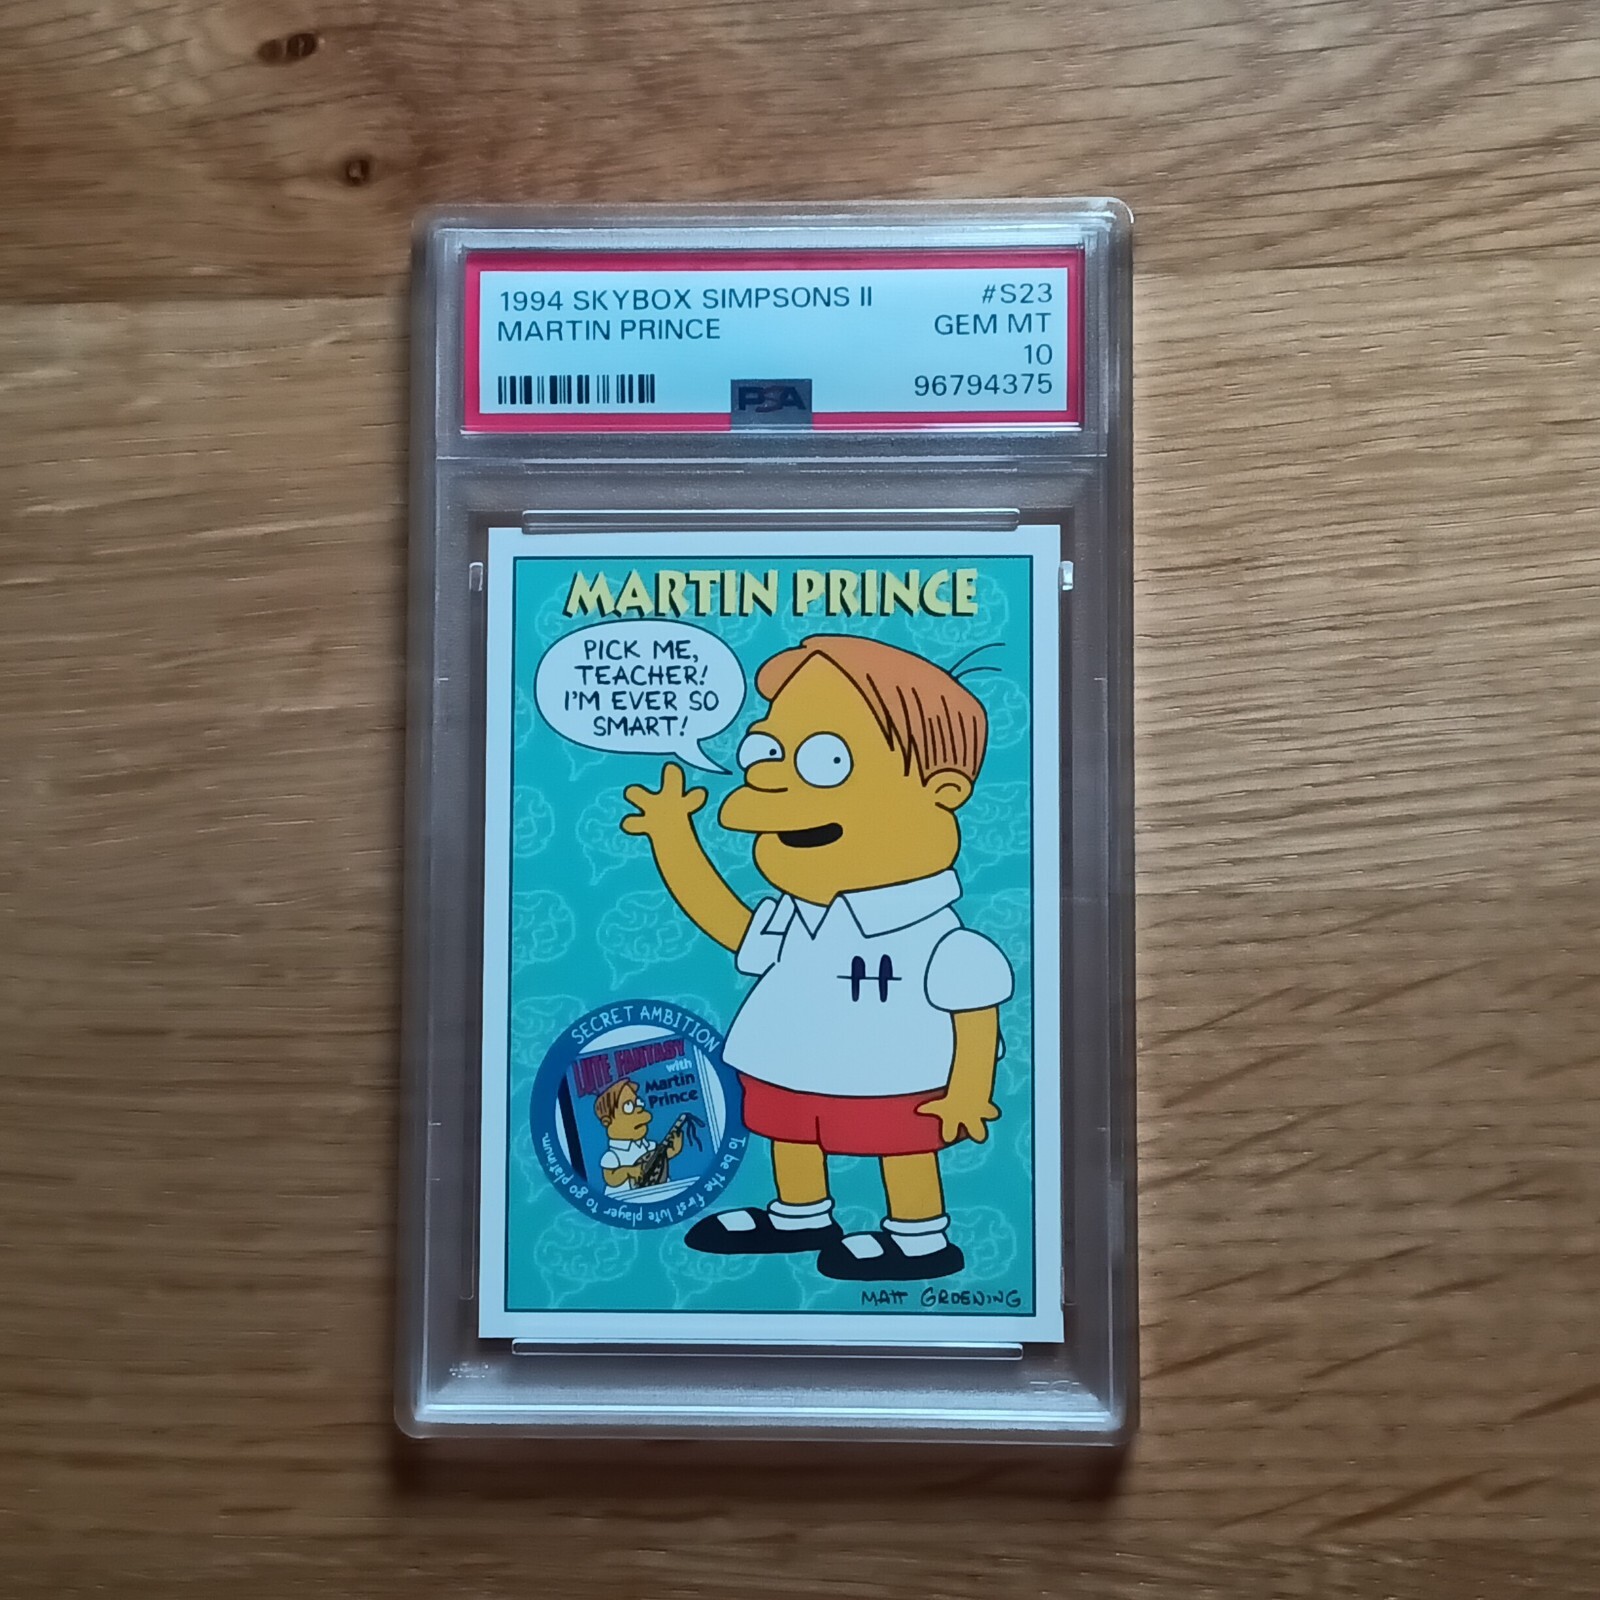 1994 SKYBOX SIMPSONS II #S23
MARTIN PRINCE GEM MT
10
PSA 96794375
MARTIN PRINCE
PICK ME,
TEACHER!
I'M EVER SO
SMART!
SECRET AMBITION
LUTE FANTASY
with
Martin
Prince
To be the first lute player to go platinum.
MATT GROENING